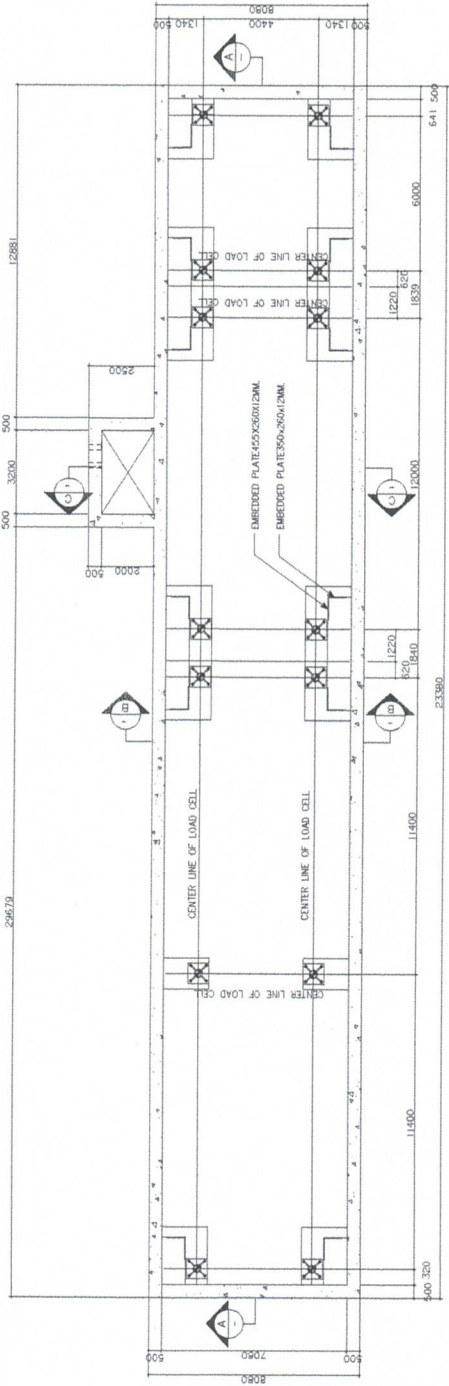 8080
500 1340 4400 1340 500
A
-
12881
500
3200
500
29679
2500
500
2000
C
-
B
-
CENTER LINE OF LOAD CELL
CENTER LINE OF LOAD CELL
EMBEDDED PLATE455X260X12MM.
EMBEDDED PLATE350x260x12MM.
CENTER LINE OF LOAD CELL
CENTER LINE OF LOAD CELL
CENTER LINE OF LOAD CELL
C
-
B
-
500
641
6000
620
1220
1839
12000
1220
620
1840
11400
11400
320
500
23380
A
-
500 7080 500
8080